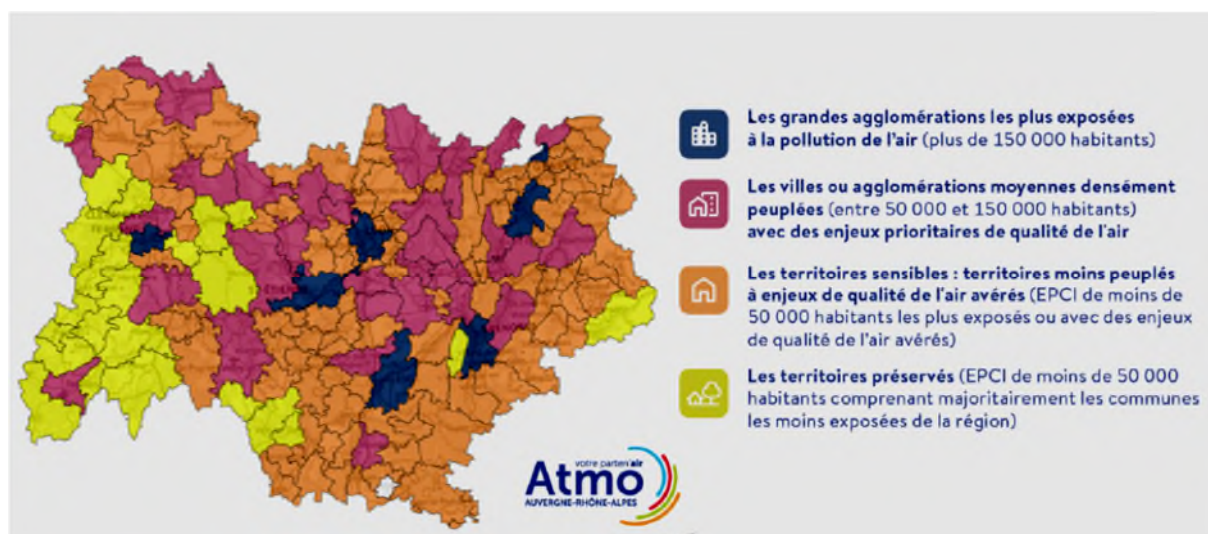 Les grandes agglomérations les plus exposées
à la pollution de l'air (plus de 150 000 habitants)
Les villes ou agglomérations moyennes densément
peuplées (entre 50 000 et 150 000 habitants)
avec des enjeux prioritaires de qualité de l'air
Les territoires sensibles : territoires moins peuplés
à enjeux de qualité de l'air avérés (EPCI de moins de
50 000 habitants les plus exposés ou avec des enjeux
de qualité de l'air avérés)
Les territoires préservés (EPCI de moins de 50 000
habitants comprenant majoritairement les communes
les moins exposées de la région)
votre parten'air
Atmo
AUVERGNE-RHÔNE-ALPES